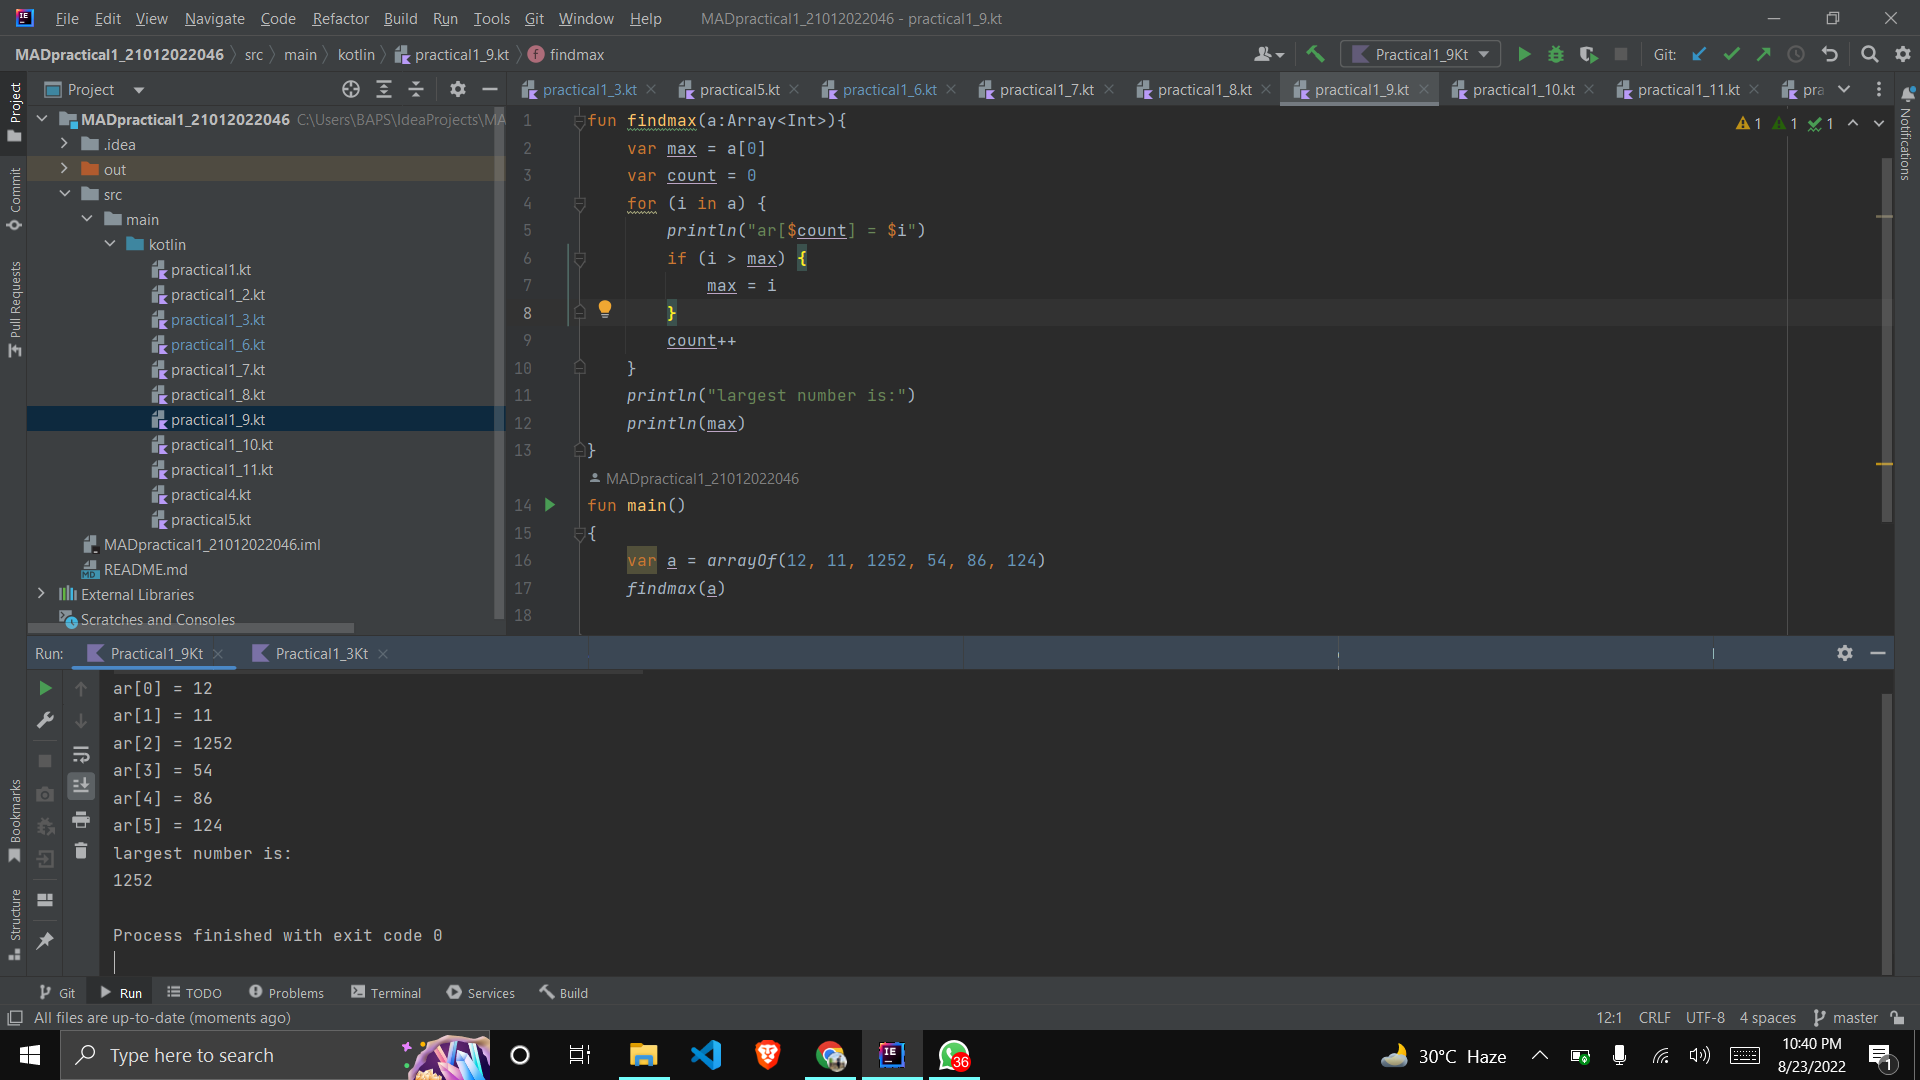 File Edit View Navigate Code Refactor Build Run Tools Git Window Help MADpractical1_21012022046 - practical1_9.kt
MADpractical1_21012022046 src main kotlin practical1_9.kt findmax Practical1_9Kt Git:
Project
practical1_3.kt practical5.kt practical1_6.kt practical1_7.kt practical1_8.kt practical1_9.kt practical1_10.kt practical1_11.kt pra
Project
Commit
Pull Requests
Bookmarks
Structure
Notifications
MADpractical1_21012022046 C:\Users\BAPS\IdeaProjects\MA
.idea
out
src
main
kotlin
practical1.kt
practical1_2.kt
practical1_3.kt
practical1_6.kt
practical1_7.kt
practical1_8.kt
practical1_9.kt
practical1_10.kt
practical1_11.kt
practical4.kt
practical5.kt
MADpractical1_21012022046.iml
README.md
External Libraries
Scratches and Consoles
1 fun findmax(a:Array<Int>){
1 1 1
2 var max = a[0]
3 var count = 0
4 for (i in a) {
5 println("ar[$count] = $i")
6 if (i > max) {
7 max = i
8 }
9 count++
10 }
11 println("largest number is:")
12 println(max)
13 }
MADpractical1_21012022046
14 fun main()
15 {
16 var a = arrayOf(12, 11, 1252, 54, 86, 124)
17 findmax(a)
18
Run: Practical1_9Kt Practical1_3Kt
ar[0] = 12
ar[1] = 11
ar[2] = 1252
ar[3] = 54
ar[4] = 86
ar[5] = 124
largest number is:
1252
Process finished with exit code 0
Git Run TODO Problems Terminal Services Build
All files are up-to-date (moments ago) 12:1 CRLF UTF-8 4 spaces master
Type here to search
36
30°C Haze
10:40 PM
8/23/2022
1